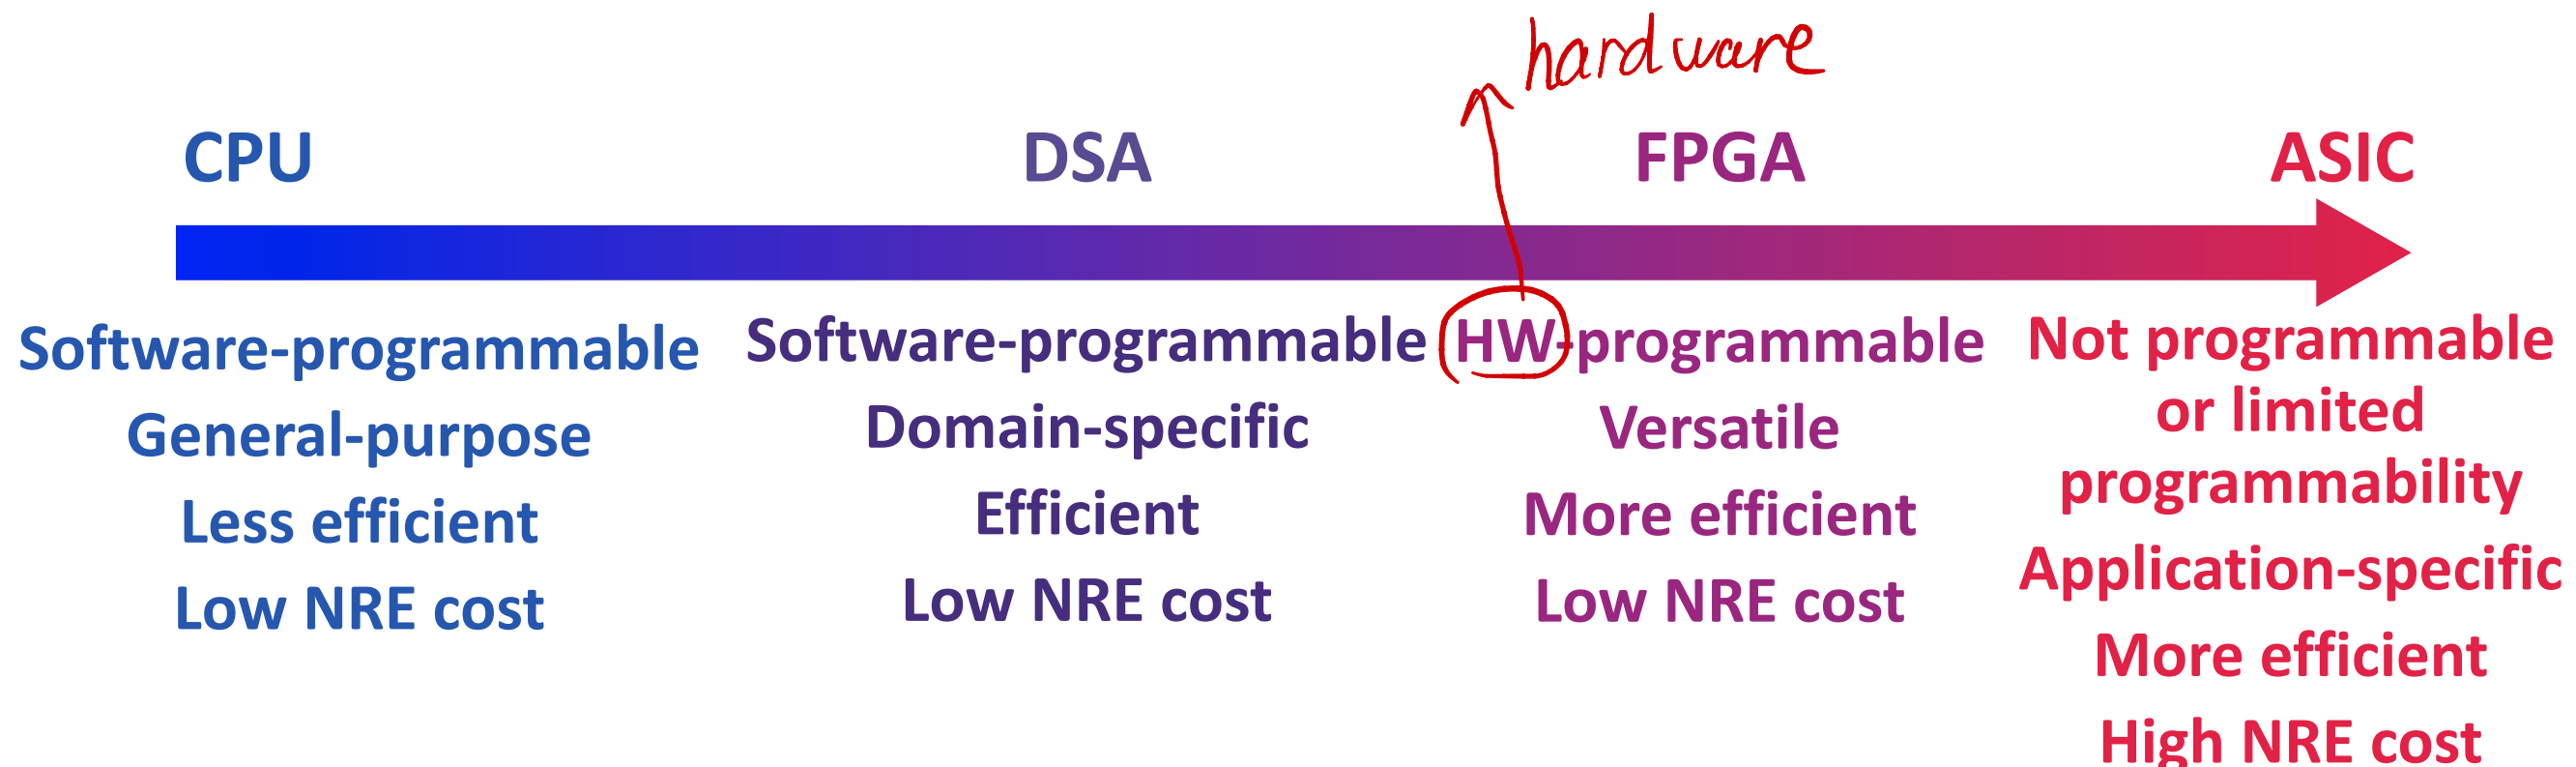 hardware
CPU
DSA
FPGA
ASIC
Software-programmable
General-purpose
Less efficient
Low NRE cost
Software-programmable
Domain-specific
Efficient
Low NRE cost
HW-programmable
Versatile
More efficient
Low NRE cost
Not programmable
or limited
programmability
Application-specific
More efficient
High NRE cost